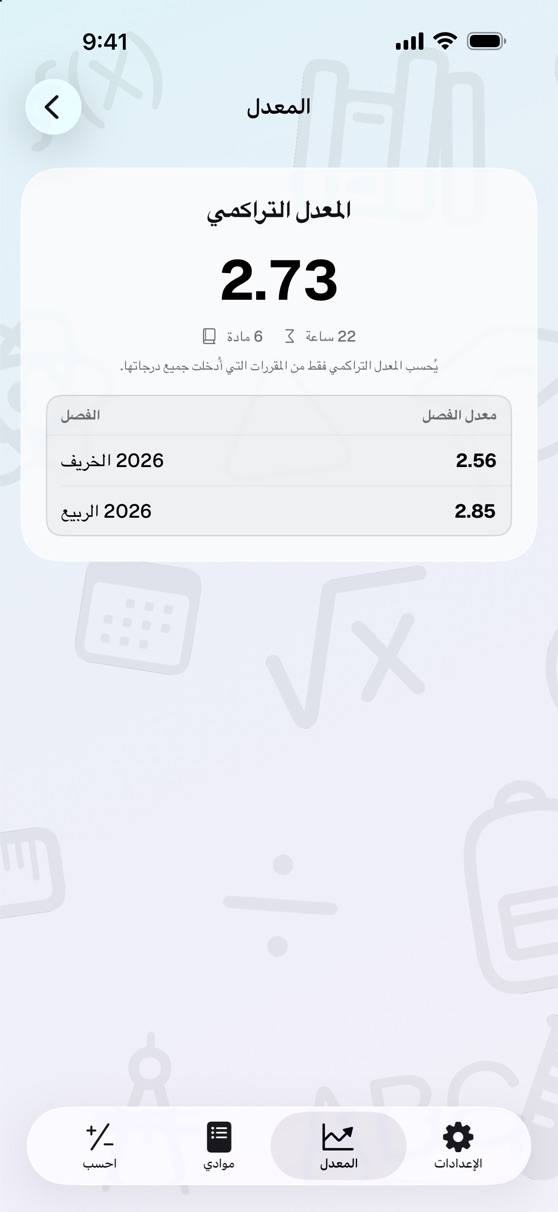 9:41
المعدل
المعدل التراكمي
2.73
22 ساعة 6 مادة
يُحسب المعدل التراكمي فقط من المقررات التي أُدخلت جميع درجاتها.
معدل الفصل الفصل
2.56 الخريف 2026
2.85 الربيع 2026
الإعدادات المعدل موادي احسب